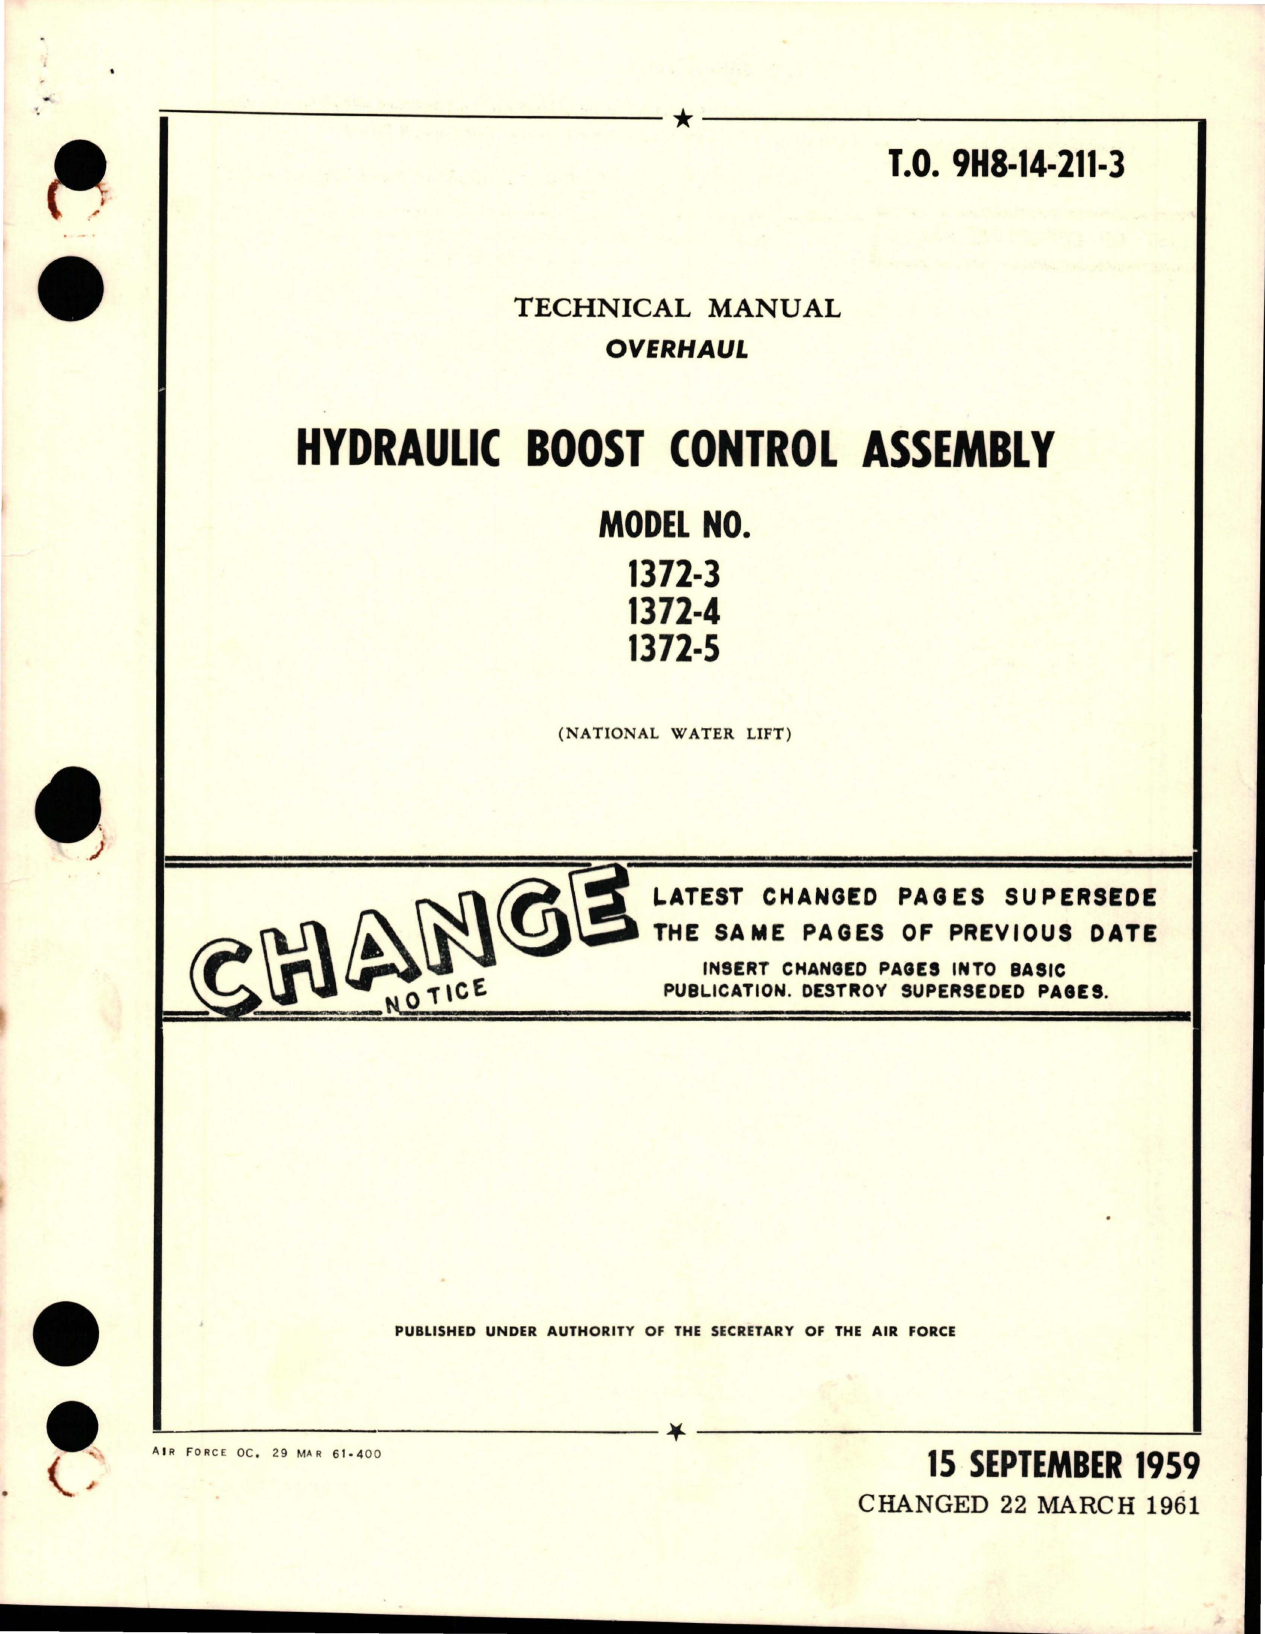 T.O. 9H8-14-211-3
TECHNICAL MANUAL
OVERHAUL
HYDRAULIC BOOST CONTROL ASSEMBLY
MODEL NO.
1372-3
1372-4
1372-5
(NATIONAL WATER LIFT)
CHANGE
NOTICE
LATEST CHANGED PAGES SUPERSEDE
THE SAME PAGES OF PREVIOUS DATE
INSERT CHANGED PAGES INTO BASIC
PUBLICATION. DESTROY SUPERSEDED PAGES.
PUBLISHED UNDER AUTHORITY OF THE SECRETARY OF THE AIR FORCE
AIR FORCE OC, 29 MAR 61-400
15 SEPTEMBER 1959
CHANGED 22 MARCH 1961